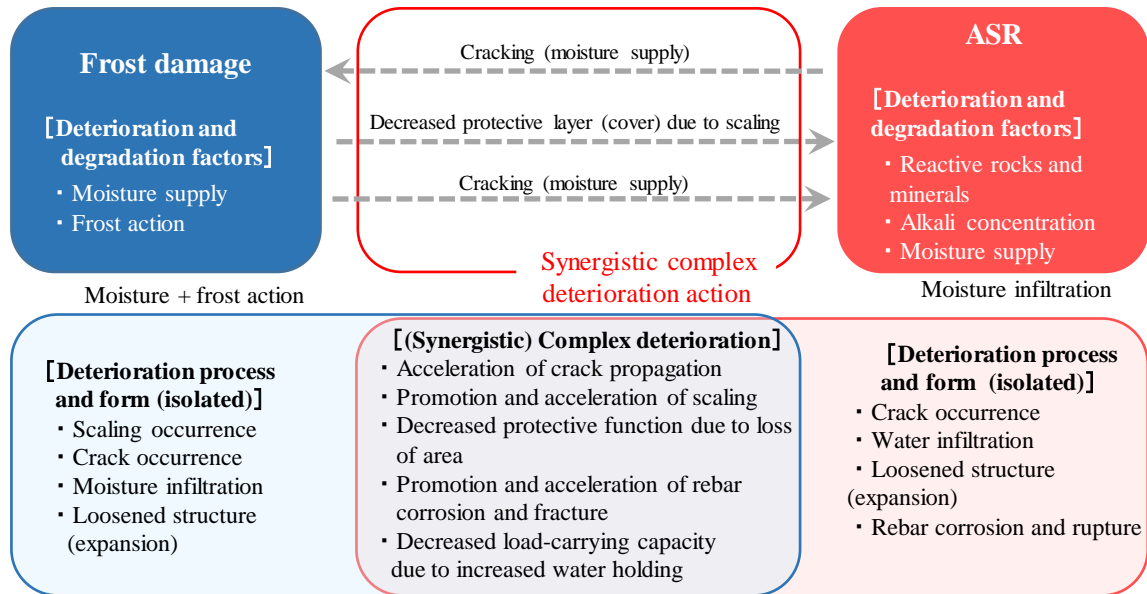 Frost damage
[Deterioration and
degradation factors]
・Moisture supply
・Frost action
Cracking (moisture supply)
Decreased protective layer (cover) due to scaling
Cracking (moisture supply)
Synergistic complex
deterioration action
ASR
[Deterioration and
degradation factors]
・Reactive rocks and
minerals
・Alkali concentration
・Moisture supply
Moisture + frost action
Moisture infiltration
[Deterioration process
and form (isolated)]
・Scaling occurrence
・Crack occurrence
・Moisture infiltration
・Loosened structure
(expansion)
[(Synergistic) Complex deterioration]
・Acceleration of crack propagation
・Promotion and acceleration of scaling
・Decreased protective function due to loss
of area
・Promotion and acceleration of rebar
corrosion and fracture
・Decreased load-carrying capacity
due to increased water holding
[Deterioration process
and form (isolated)]
・Crack occurrence
・Water infiltration
・Loosened structure
(expansion)
・Rebar corrosion and rupture